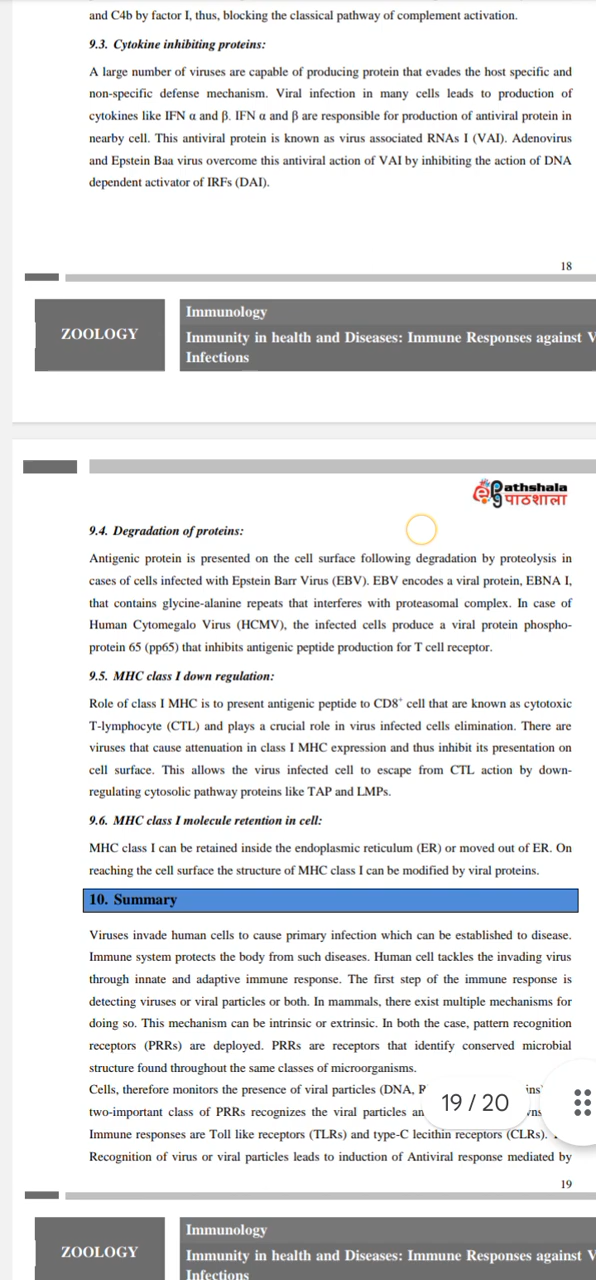 and C4b by factor I, thus, blocking the classical pathway of complement activation.
9.3. Cytokine inhibiting proteins:
A large number of viruses are capable of producing protein that evades the host specific and
non-specific defense mechanism. Viral infection in many cells leads to production of
cytokines like IFN α and β. IFN α and β are responsible for production of antiviral protein in
nearby cell. This antiviral protein is known as virus associated RNAs I (VAI). Adenovirus
and Epstein Baa virus overcome this antiviral action of VAI by inhibiting the action of DNA
dependent activator of IRFs (DAI).
18
ZOOLOGY
Immunology
Immunity in health and Diseases: Immune Responses against V
Infections
athshala
पाठशाला
9.4. Degradation of proteins:
Antigenic protein is presented on the cell surface following degradation by proteolysis in
cases of cells infected with Epstein Barr Virus (EBV). EBV encodes a viral protein, EBNA I,
that contains glycine-alanine repeats that interferes with proteasomal complex. In case of
Human Cytomegalo Virus (HCMV), the infected cells produce a viral protein phospho-
protein 65 (pp65) that inhibits antigenic peptide production for T cell receptor.
9.5. MHC class I down regulation:
Role of class I MHC is to present antigenic peptide to CD8⁺ cell that are known as cytotoxic
T-lymphocyte (CTL) and plays a crucial role in virus infected cells elimination. There are
viruses that cause attenuation in class I MHC expression and thus inhibit its presentation on
cell surface. This allows the virus infected cell to escape from CTL action by down-
regulating cytosolic pathway proteins like TAP and LMPs.
9.6. MHC class I molecule retention in cell:
MHC class I can be retained inside the endoplasmic reticulum (ER) or moved out of ER. On
reaching the cell surface the structure of MHC class I can be modified by viral proteins.
10. Summary
Viruses invade human cells to cause primary infection which can be established to disease.
Immune system protects the body from such diseases. Human cell tackles the invading virus
through innate and adaptive immune response. The first step of the immune response is
detecting viruses or viral particles or both. In mammals, there exist multiple mechanisms for
doing so. This mechanism can be intrinsic or extrinsic. In both the case, pattern recognition
receptors (PRRs) are deployed. PRRs are receptors that identify conserved microbial
structure found throughout the same classes of microorganisms.
Cells, therefore monitors the presence of viral particles (DNA,
two-important class of PRRs recognizes the viral particles
19 / 20
Immune responses are Toll like receptors (TLRs) and type-C lecithin receptors (CLRs).
Recognition of virus or viral particles leads to induction of Antiviral response mediated by
19
ZOOLOGY
Immunology
Immunity in health and Diseases: Immune Responses against V
Infections